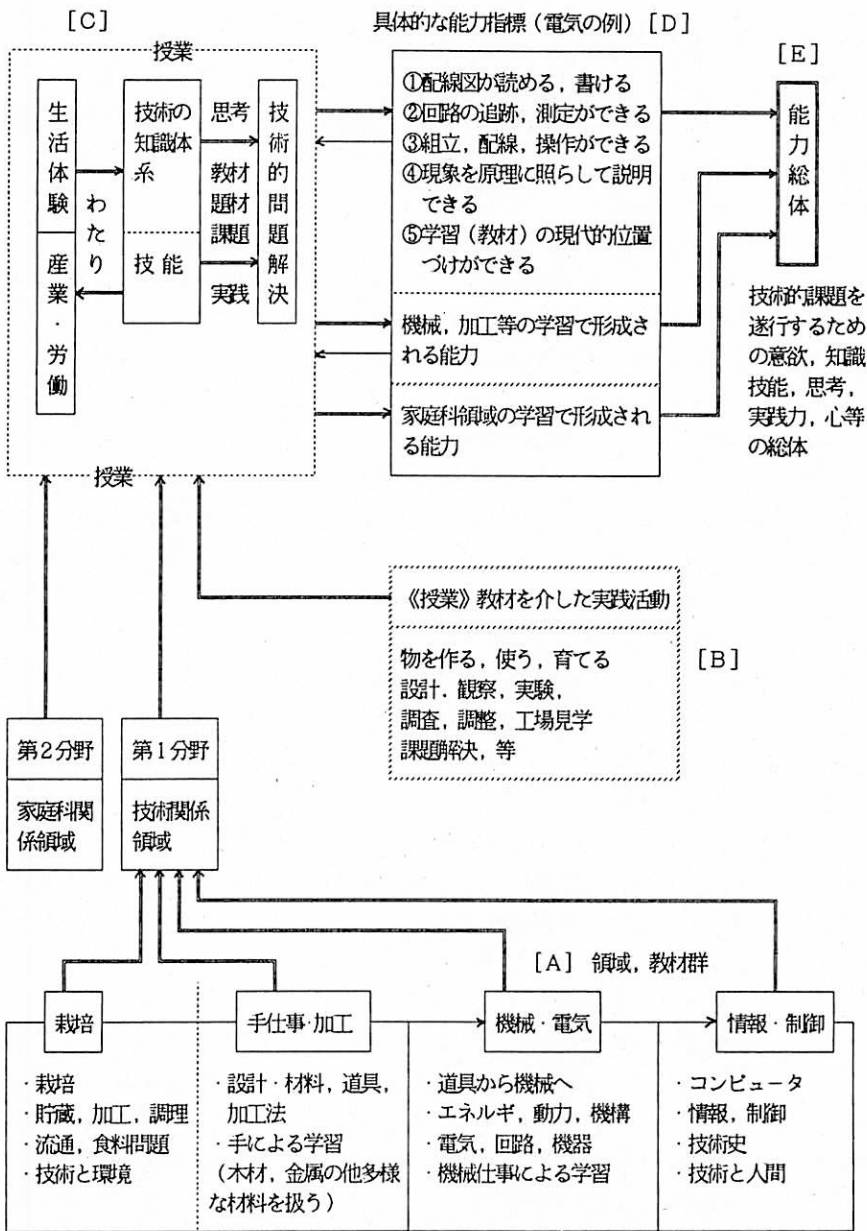 [C]
授業
生活体験
産業・労働
わたり
技術の
知識体
系
技能
思考
教材
題材
課題
実践
技術的問題解決
授業
具体的な能力指標(電気の例) [D]
①配線図が読める,書ける
②回路の追跡,測定ができる
③組立,配線,操作ができる
④現象を原理に照らして説明
できる
⑤学習(教材)の現代的位置
づけができる
機械,加工等の学習で形成さ
れる能力
家庭科領域の学習で形成され
る能力
[E]
能力総体
技術的課題を
遂行するため
の意欲,知識
技能,思考,
実践力,心等
の総体
《授業》教材を介した実践活動
[B]
物を作る,使う,育てる
設計.観察,実験,
調査,調整,工場見学
課題解決,等
第2分野
家庭科関
係領域
第1分野
技術関係
領域
[A] 領域,教材群
栽培
・栽培
・貯蔵,加工,調理
・流通,食料問題
・技術と環境
手仕事・加工
・設計・材料,道具,
加工法
・手による学習
(木材,金属の他多様
な材料を扱う)
機械・電気
・道具から機械へ
・エネルギ,動力,機構
・電気,回路,機器
・機械仕事による学習
情報・制御
・コンピュータ
・情報,制御
・技術史
・技術と人間